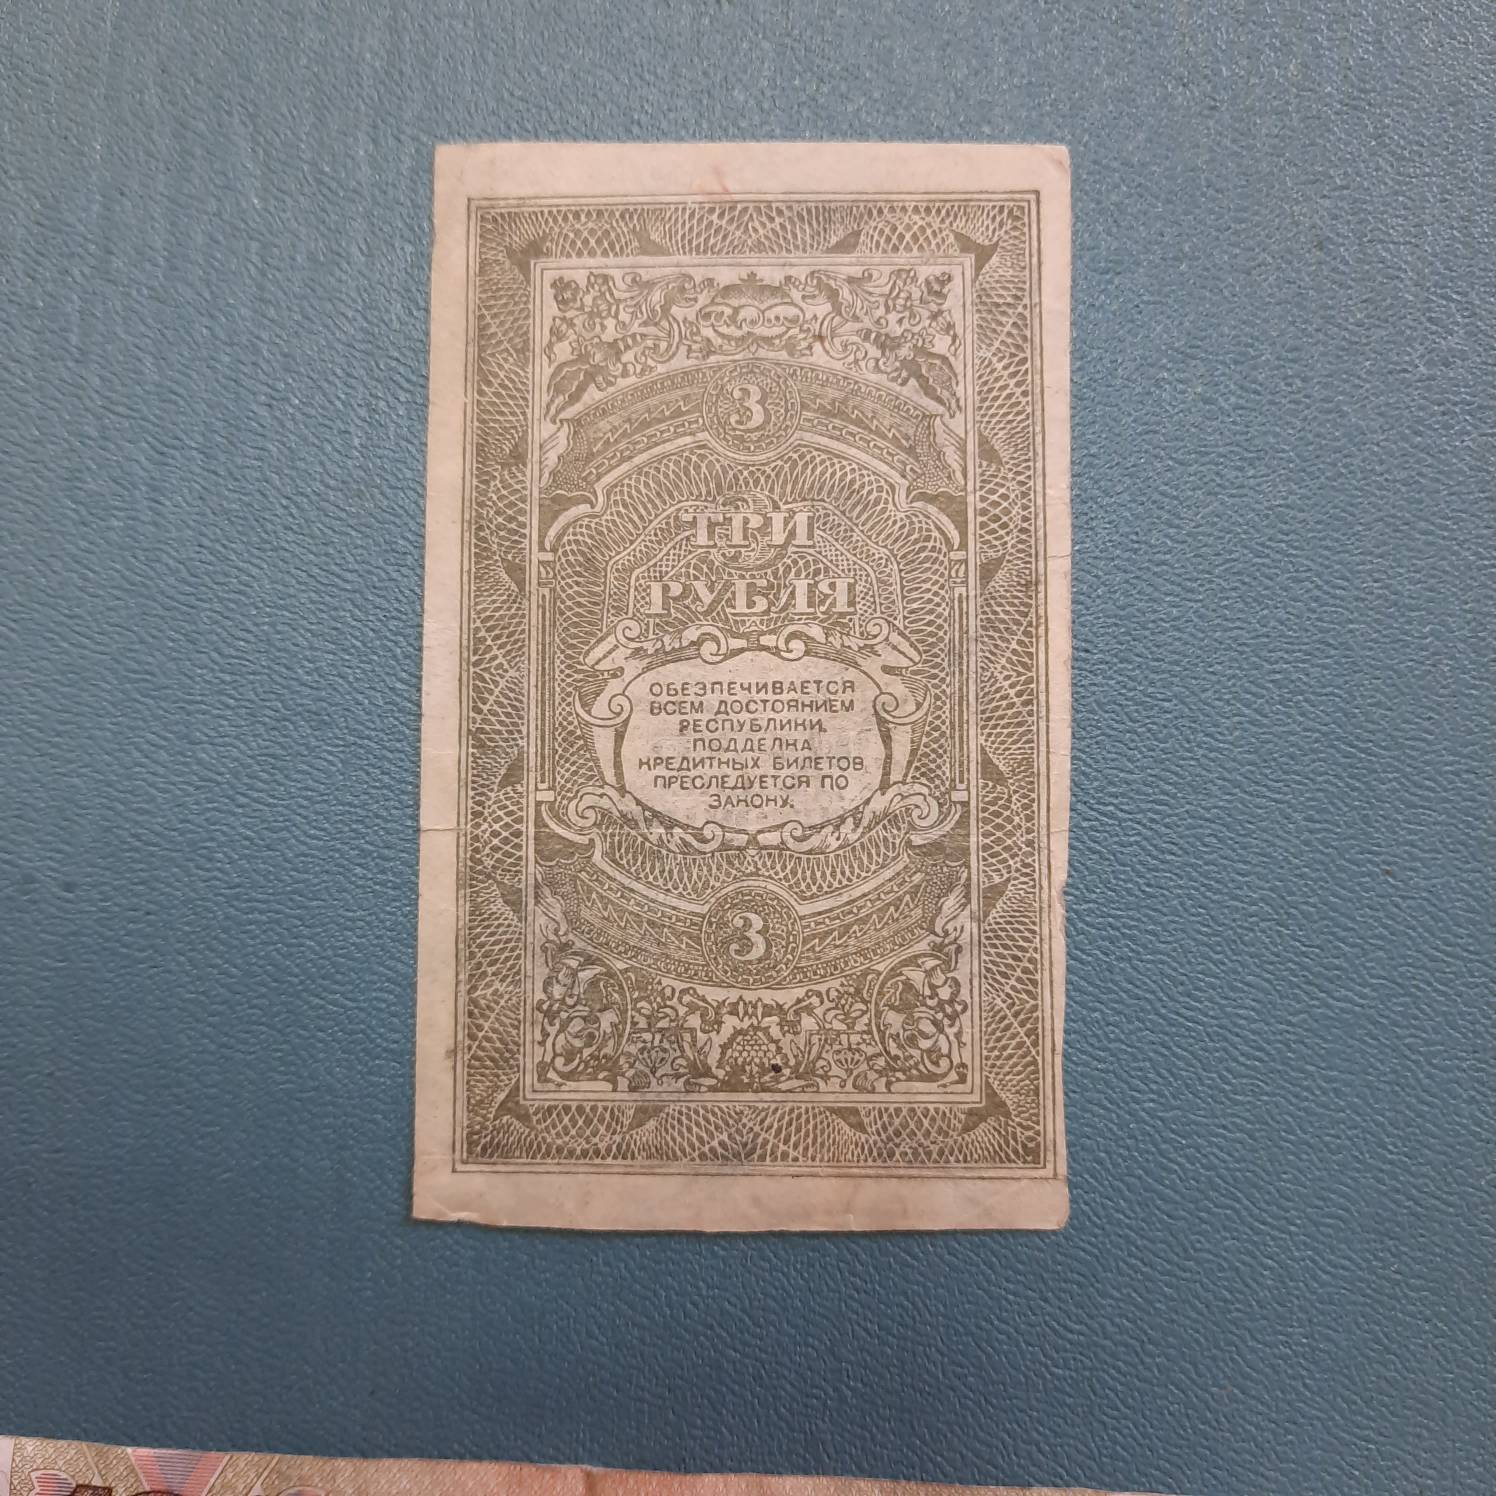 3
ТРИ
РУБЛЯ
ОБЕЗПЕЧИВАЕТСЯ
ВСЕМ ДОСТОЯНИЕМ
РЕСПУБЛИКИ.
ПОДДЕЛКА
КРЕДИТНЫХ БИЛЕТОВ
ПРЕСЛЕДУЕТСЯ ПО
ЗАКОНУ.
3